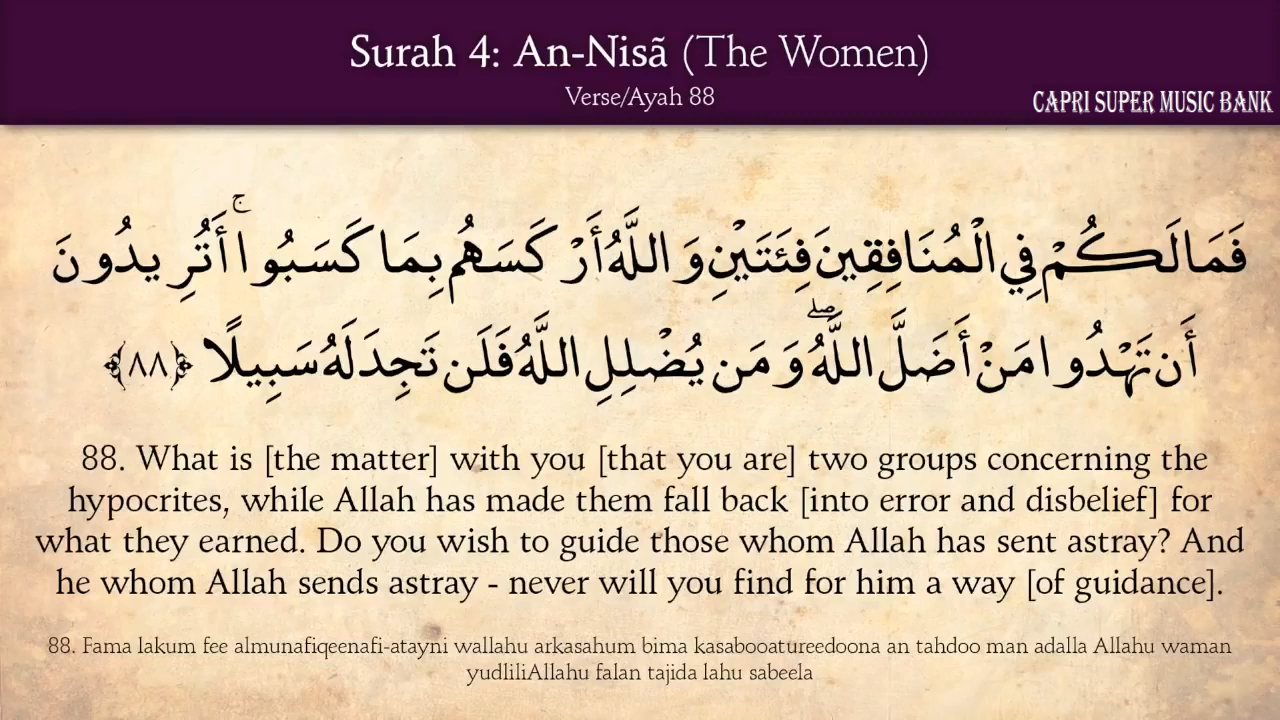 Surah 4: An-Nisã (The Women)
Verse/Ayah 88
CAPRI SUPER MUSIC BANK
فَمَا لَكُمْ فِي الْمُنَافِقِينَ فِئَتَيْنِ وَاللَّهُ أَرْكَسَهُم بِمَا كَسَبُوا ۚ أَتُرِيدُونَ
أَن تَهْدُوا مَنْ أَضَلَّ اللَّهُ ۖ وَمَن يُضْلِلِ اللَّهُ فَلَن تَجِدَ لَهُ سَبِيلًا ﴿٨٨﴾
88. What is [the matter] with you [that you are] two groups concerning the
hypocrites, while Allah has made them fall back [into error and disbelief] for
what they earned. Do you wish to guide those whom Allah has sent astray? And
he whom Allah sends astray - never will you find for him a way [of guidance].
88. Fama lakum fee almunafiqeenafi-atayni wallahu arkasahum bima kasabooatureedoona an tahdoo man adalla Allahu waman
yudliliAllahu falan tajida lahu sabeela